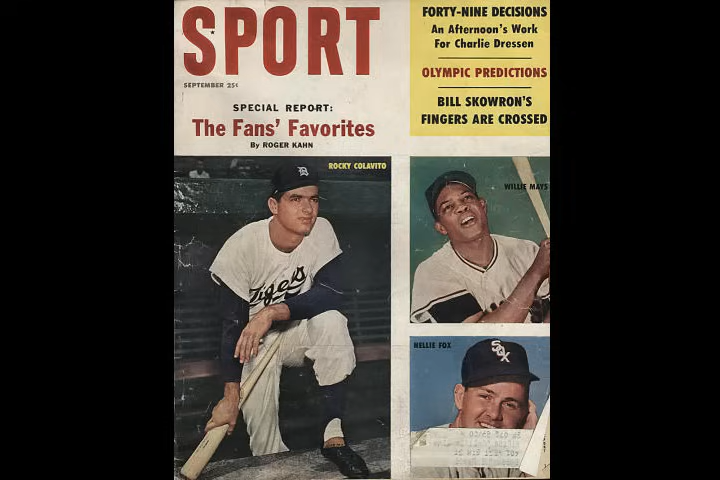 SPORT
SEPTEMBER 25¢
SPECIAL REPORT:
The Fans' Favorites
By ROGER KAHN
FORTY-NINE DECISIONS
An Afternoon's Work
For Charlie Dressen
OLYMPIC PREDICTIONS
BILL SKOWRON'S
FINGERS ARE CROSSED
ROCKY COLAVITO
D
Tigers
WILLIE MAYS
NELLIE FOX
SOX